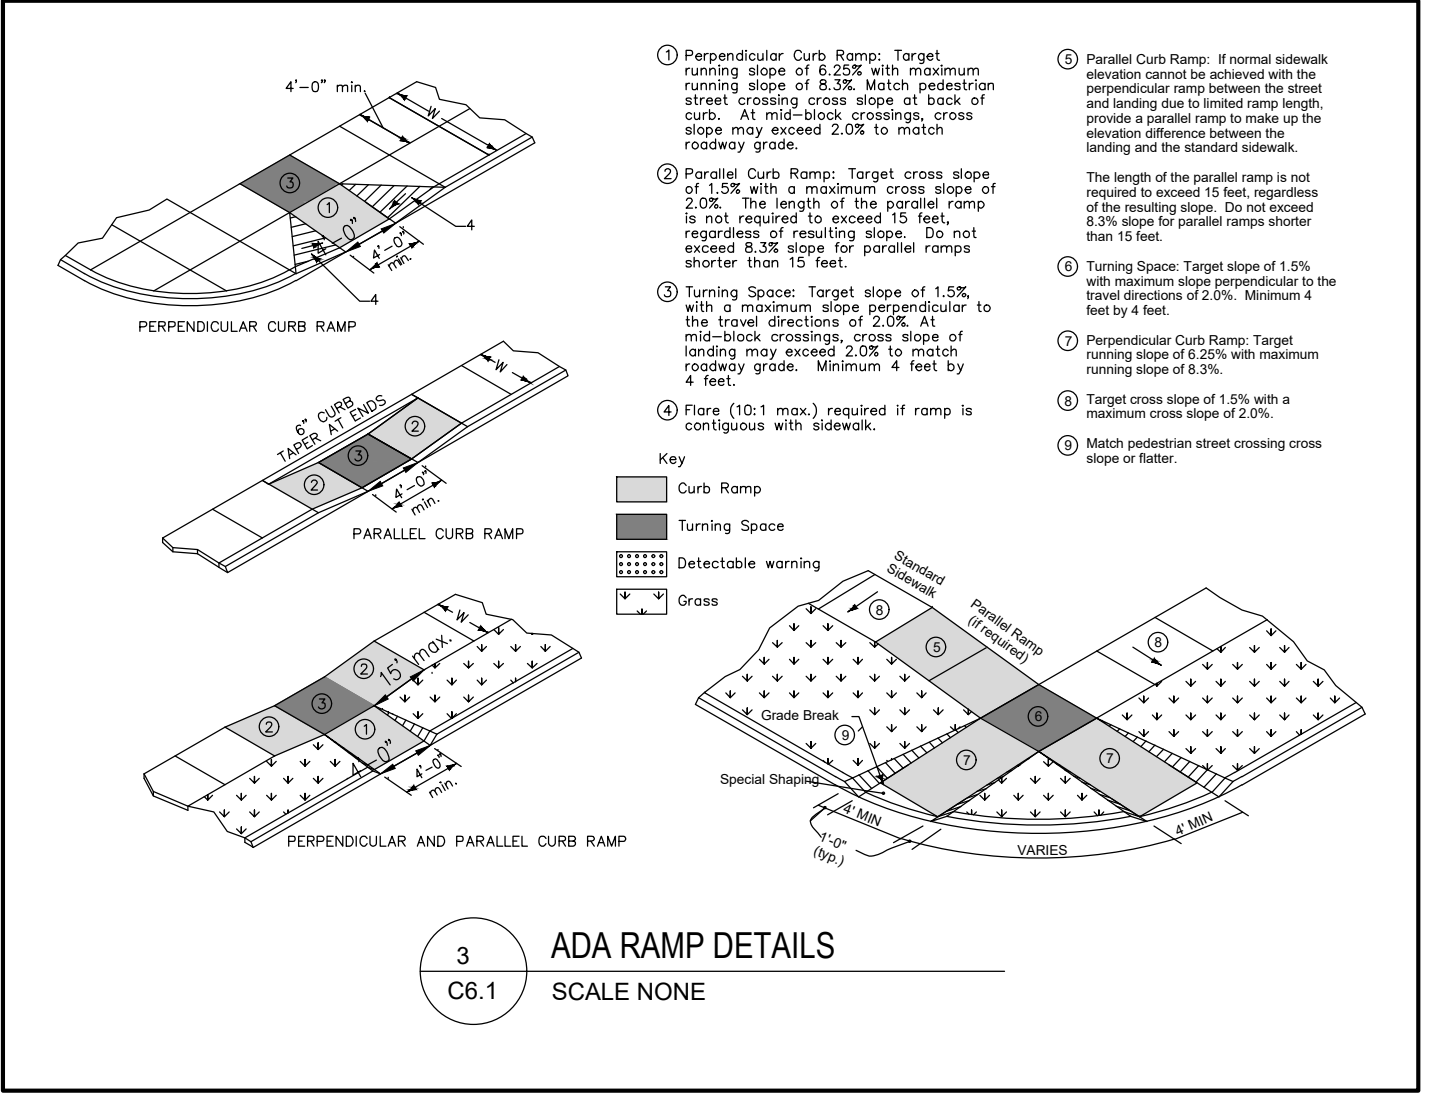 4'-0" min.
W
3
1
4'-0"
4'-0"
min.
4
4
PERPENDICULAR CURB RAMP
W
6" CURB
TAPER AT ENDS
2
3
2
4'-0"
min.
PARALLEL CURB RAMP
W
15' max.
2
3
2
1
4'-0"
4'-0"
min.
PERPENDICULAR AND PARALLEL CURB RAMP
1 Perpendicular Curb Ramp: Target
running slope of 6.25% with maximum
running slope of 8.3%. Match pedestrian
street crossing cross slope at back of
curb. At mid-block crossings, cross
slope may exceed 2.0% to match
roadway grade.
2 Parallel Curb Ramp: Target cross slope
of 1.5% with a maximum cross slope of
2.0%. The length of the parallel ramp
is not required to exceed 15 feet,
regardless of resulting slope. Do not
exceed 8.3% slope for parallel ramps
shorter than 15 feet.
3 Turning Space: Target slope of 1.5%,
with a maximum slope perpendicular to
the travel directions of 2.0%. At
mid-block crossings, cross slope of
landing may exceed 2.0% to match
roadway grade. Minimum 4 feet by
4 feet.
4 Flare (10:1 max.) required if ramp is
contiguous with sidewalk.
Key
Curb Ramp
Turning Space
Detectable warning
Grass
5 Parallel Curb Ramp: If normal sidewalk
elevation cannot be achieved with the
perpendicular ramp between the street
and landing due to limited ramp length,
provide a parallel ramp to make up the
elevation difference between the
landing and the standard sidewalk.
The length of the parallel ramp is not
required to exceed 15 feet, regardless
of the resulting slope. Do not exceed
8.3% slope for parallel ramps shorter
than 15 feet.
6 Turning Space: Target slope of 1.5%
with maximum slope perpendicular to the
travel directions of 2.0%. Minimum 4
feet by 4 feet.
7 Perpendicular Curb Ramp: Target
running slope of 6.25% with maximum
running slope of 8.3%.
8 Target cross slope of 1.5% with a
maximum cross slope of 2.0%.
9 Match pedestrian street crossing cross
slope or flatter.
Standard
Sidewalk
Parallel Ramp
(if required)
8
8
5
6
Grade Break
9
7
7
Special Shaping
4' MIN
4' MIN
1'-0"
(typ.)
VARIES
3
C6.1
ADA RAMP DETAILS
SCALE NONE